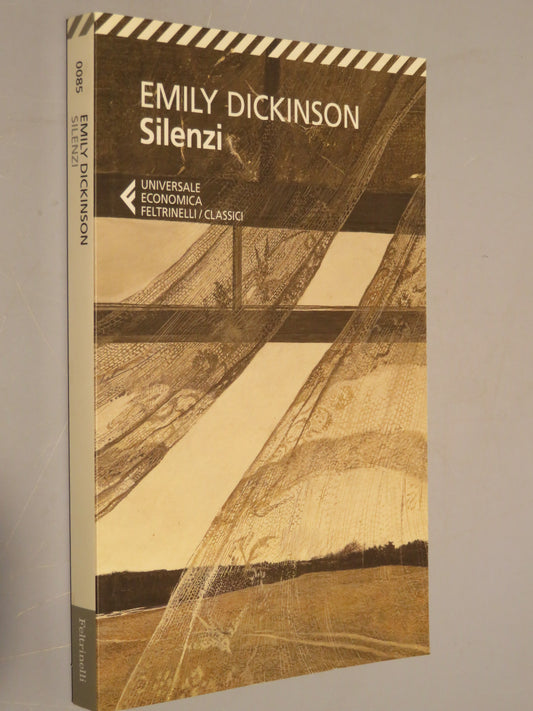 EMILY DICKINSON
Silenzi
UNIVERSALE
ECONOMICA
FELTRINELLI/CLASSICI
0085
EMILY DICKINSON
SILENZI
Feltrinelli